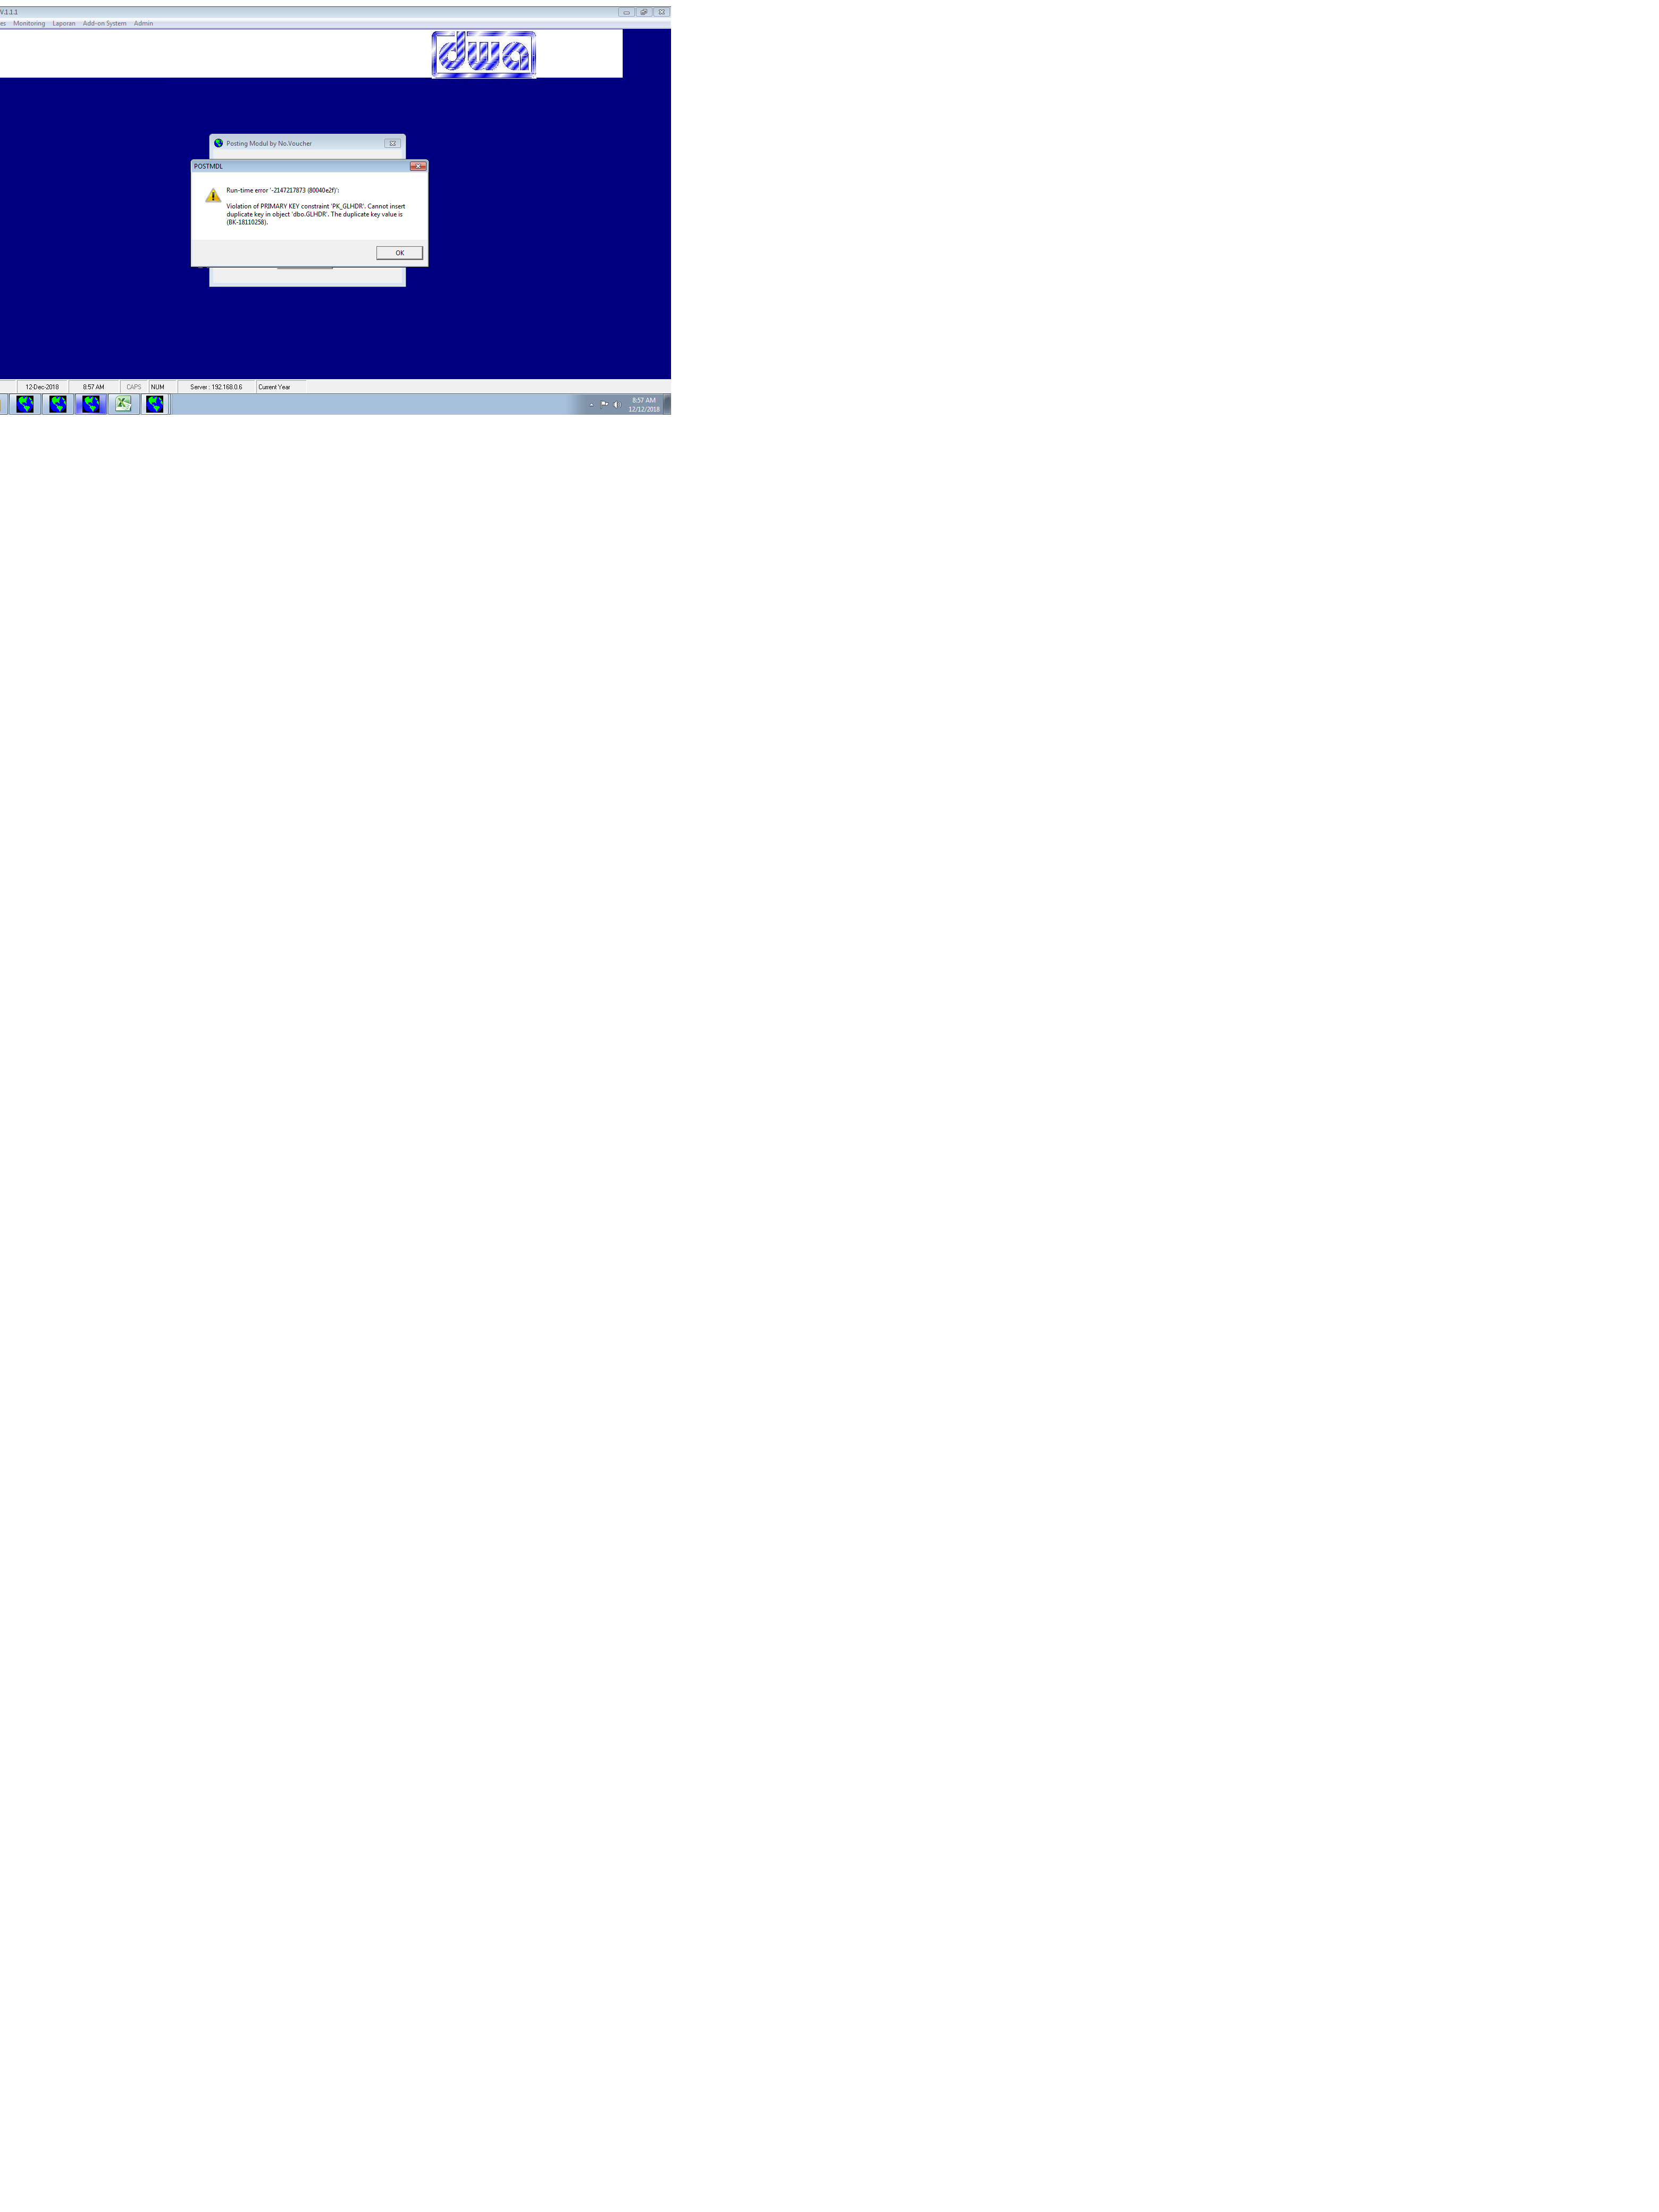 V.1.1.1
es Monitoring Laporan Add-on System Admin
dwa
Posting Modul by No.Voucher
POSTMDL
Run-time error '-2147217873 (80040e2f)':
Violation of PRIMARY KEY constraint 'PK_GLHDR'. Cannot insert
duplicate key in object 'dbo.GLHDR'. The duplicate key value is
(BK-18110258).
OK
12-Dec-2018 8:57 AM CAPS NUM Server : 192.168.0.6 Current Year
8:57 AM
12/12/2018